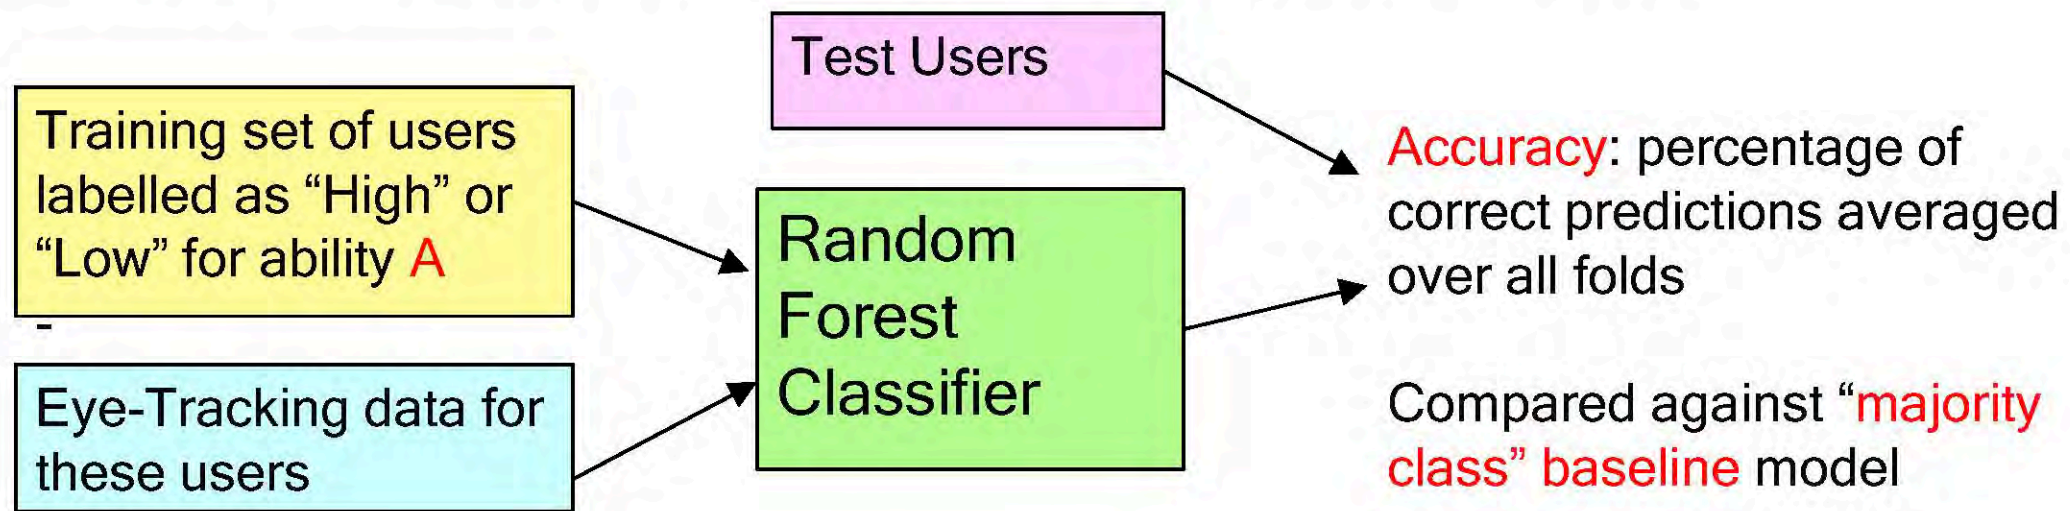 Training set of users
labelled as “High” or
“Low” for ability A
-
Eye-Tracking data for
these users
Test Users
Random
Forest
Classifier
Accuracy: percentage of
correct predictions averaged
over all folds
Compared against “majority
class” baseline model